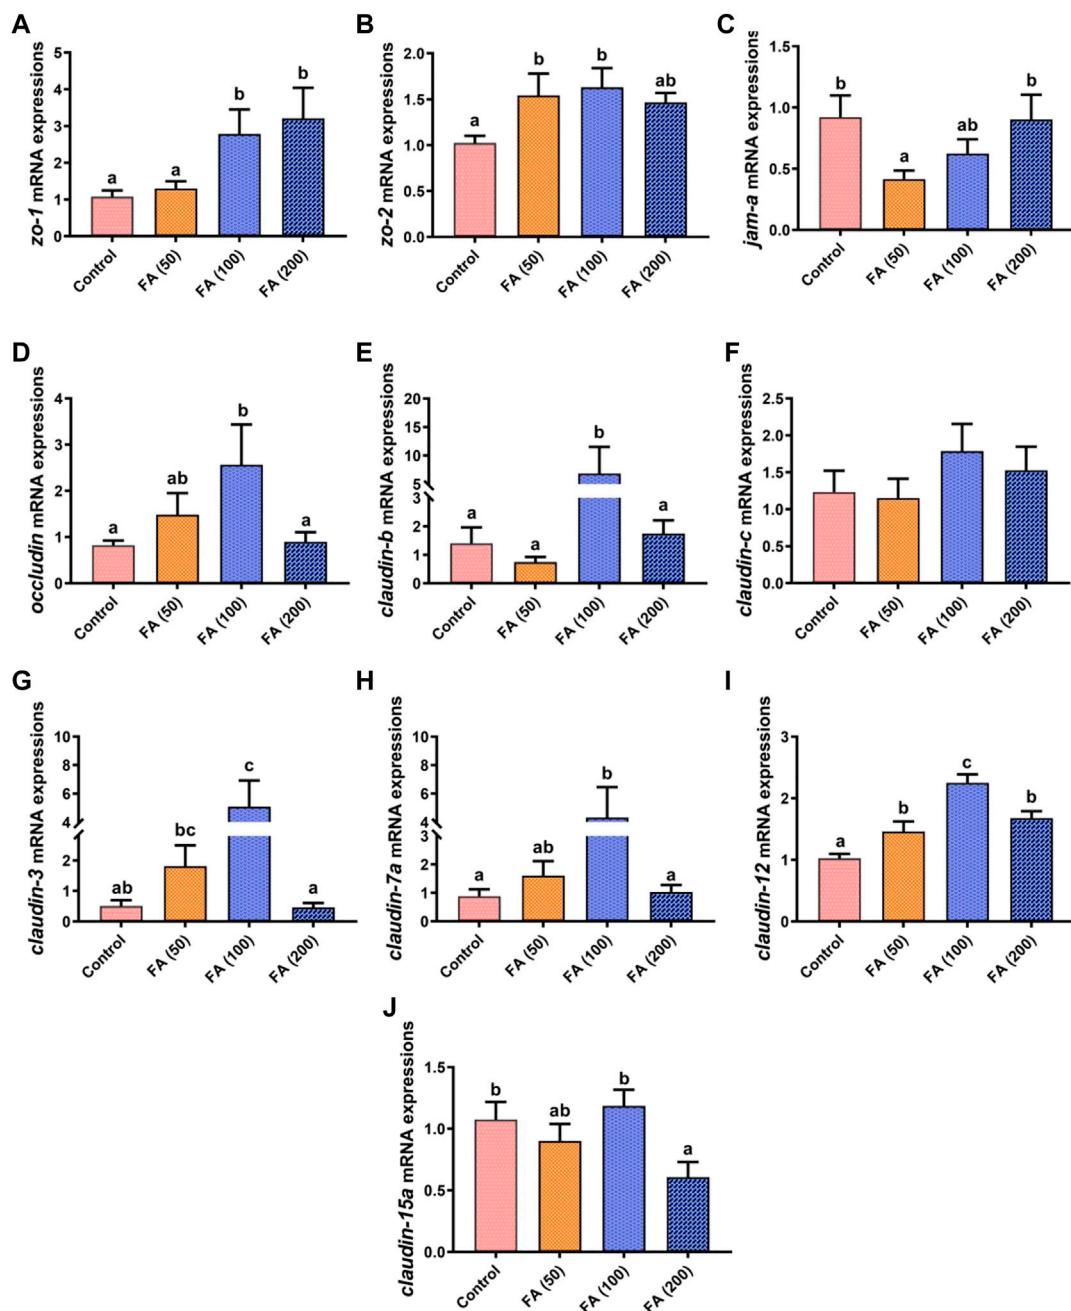 A
zo-1 mRNA expressions
5
4
3
2
1
0
a
a
b
b
Control
FA (50)
FA (100)
FA (200)
B
zo-2 mRNA expressions
2.0
1.5
1.0
0.5
0.0
a
b
b
ab
Control
FA (50)
FA (100)
FA (200)
C
jam-a mRNA expressions
1.5
1.0
0.5
0.0
b
a
ab
b
Control
FA (50)
FA (100)
FA (200)
D
occludin mRNA expressions
4
3
2
1
0
a
ab
b
a
Control
FA (50)
FA (100)
FA (200)
E
claudin-b mRNA expressions
20
15
10
5
3
2
1
0
a
a
b
a
Control
FA (50)
FA (100)
FA (200)
F
claudin-c mRNA expressions
2.5
2.0
1.5
1.0
0.5
0.0
Control
FA (50)
FA (100)
FA (200)
G
claudin-3 mRNA expressions
10
8
6
4
3
2
1
0
ab
bc
c
a
Control
FA (50)
FA (100)
FA (200)
H
claudin-7a mRNA expressions
10
8
6
4
3
2
1
0
a
ab
b
a
Control
FA (50)
FA (100)
FA (200)
I
claudin-12 mRNA expressions
3
2
1
0
a
b
c
b
Control
FA (50)
FA (100)
FA (200)
J
claudin-15a mRNA expressions
1.5
1.0
0.5
0.0
b
ab
b
a
Control
FA (50)
FA (100)
FA (200)